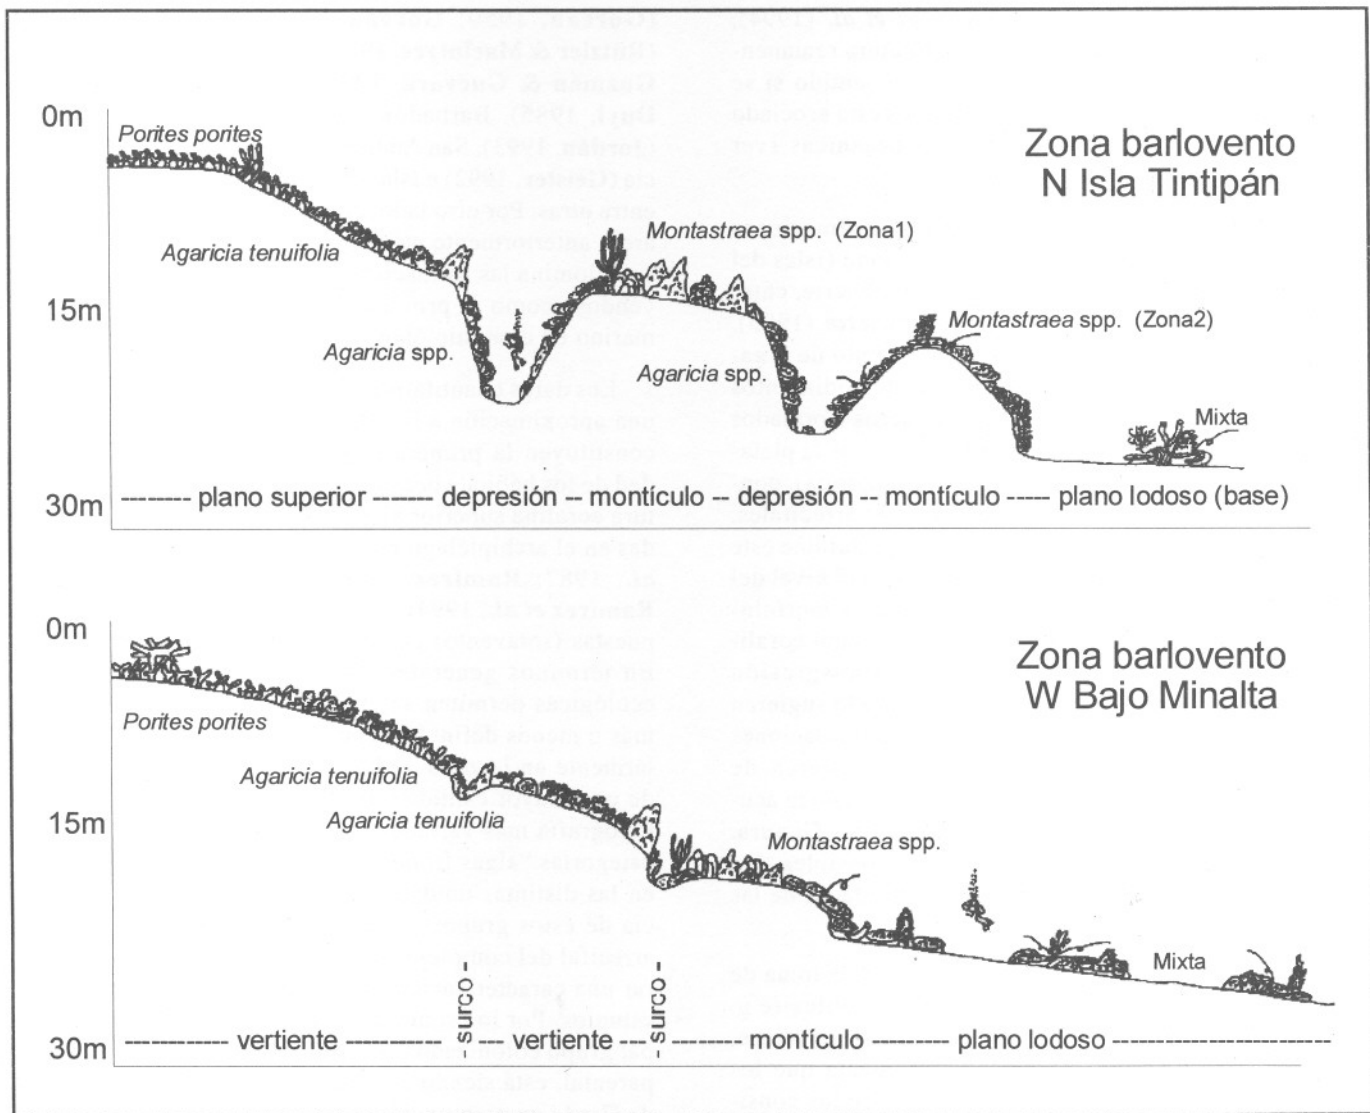 0m
Porites porites
Zona barlovento
N Isla Tintipán
Agaricia tenuifolia
Montastraea spp. (Zona1)
15m
Montastraea spp. (Zona2)
Agaricia spp.
Agaricia spp.
Mixta
30m
plano superior depresión montículo depresión montículo plano lodoso (base)
0m
Zona barlovento
W Bajo Minalta
Porites porites
Agaricia tenuifolia
Agaricia tenuifolia
15m
Montastraea spp.
Mixta
surco
surco
30m
vertiente vertiente montículo plano lodoso